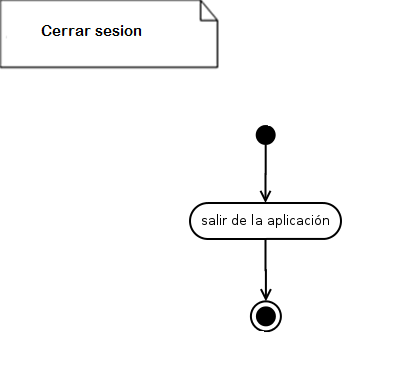 Cerrar sesion
salir de la aplicación